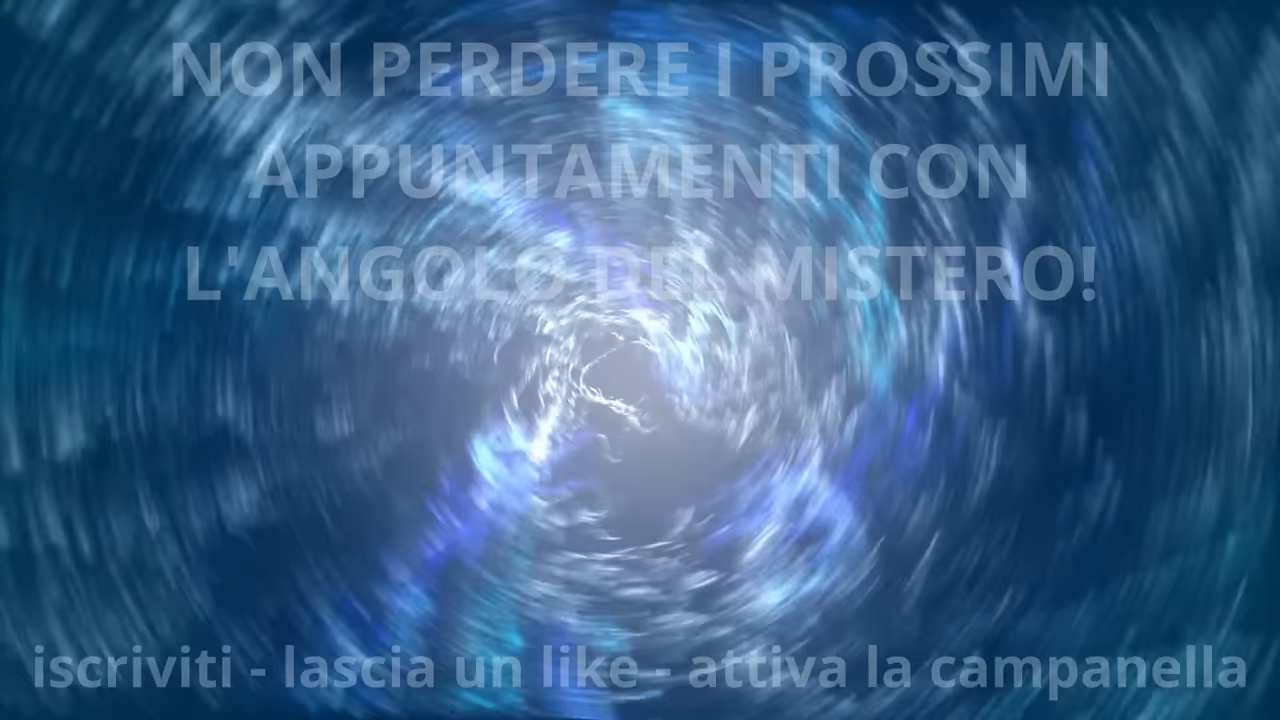 NON PERDERE I PROSSIMI
APPUNTAMENTI CON
L'ANGOLO DEL MISTERO!
iscriviti - lascia un like - attiva la campanella